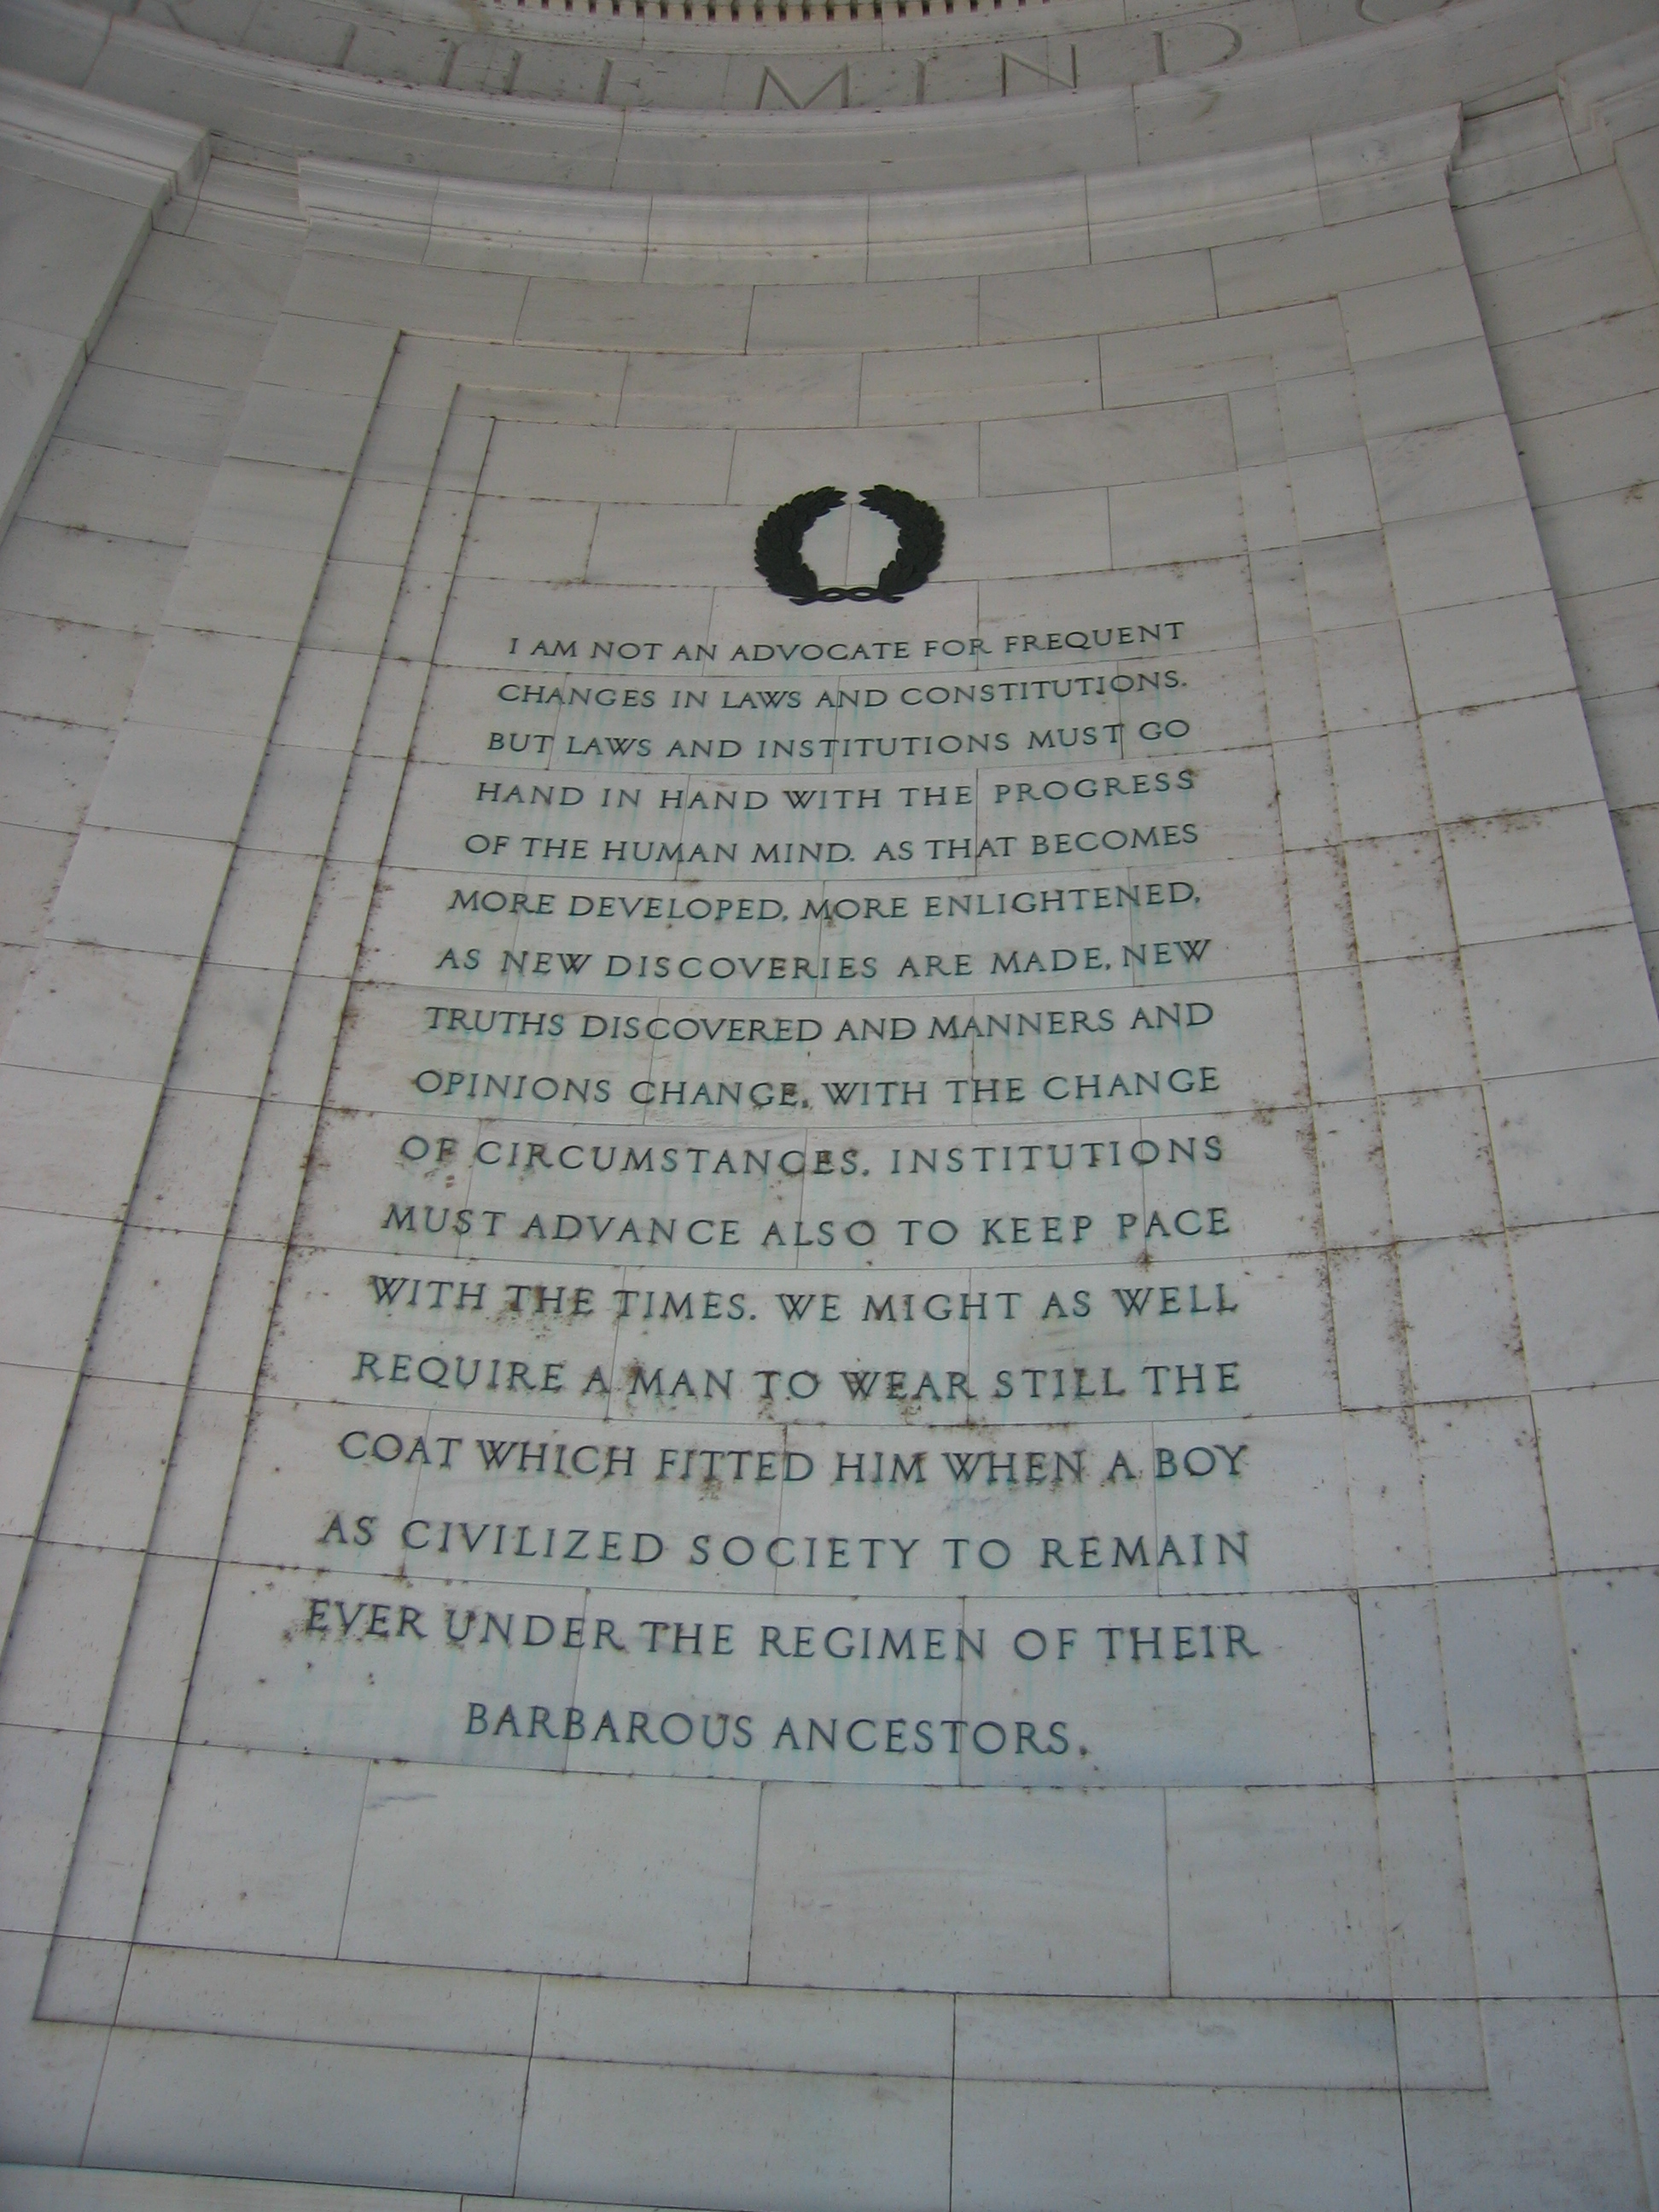 THE MIND O
I AM NOT AN ADVOCATE FOR FREQUENT
CHANGES IN LAWS AND CONSTITUTIONS.
BUT LAWS AND INSTITUTIONS MUST GO
HAND IN HAND WITH THE PROGRESS
OF THE HUMAN MIND. AS THAT BECOMES
MORE DEVELOPED, MORE ENLIGHTENED,
AS NEW DISCOVERIES ARE MADE, NEW
TRUTHS DISCOVERED AND MANNERS AND
OPINIONS CHANGE, WITH THE CHANGE
OF CIRCUMSTANCES, INSTITUTIONS
MUST ADVANCE ALSO TO KEEP PACE
WITH THE TIMES. WE MIGHT AS WELL
REQUIRE A MAN TO WEAR STILL THE
COAT WHICH FITTED HIM WHEN A BOY
AS CIVILIZED SOCIETY TO REMAIN
EVER UNDER THE REGIMEN OF THEIR
BARBAROUS ANCESTORS.